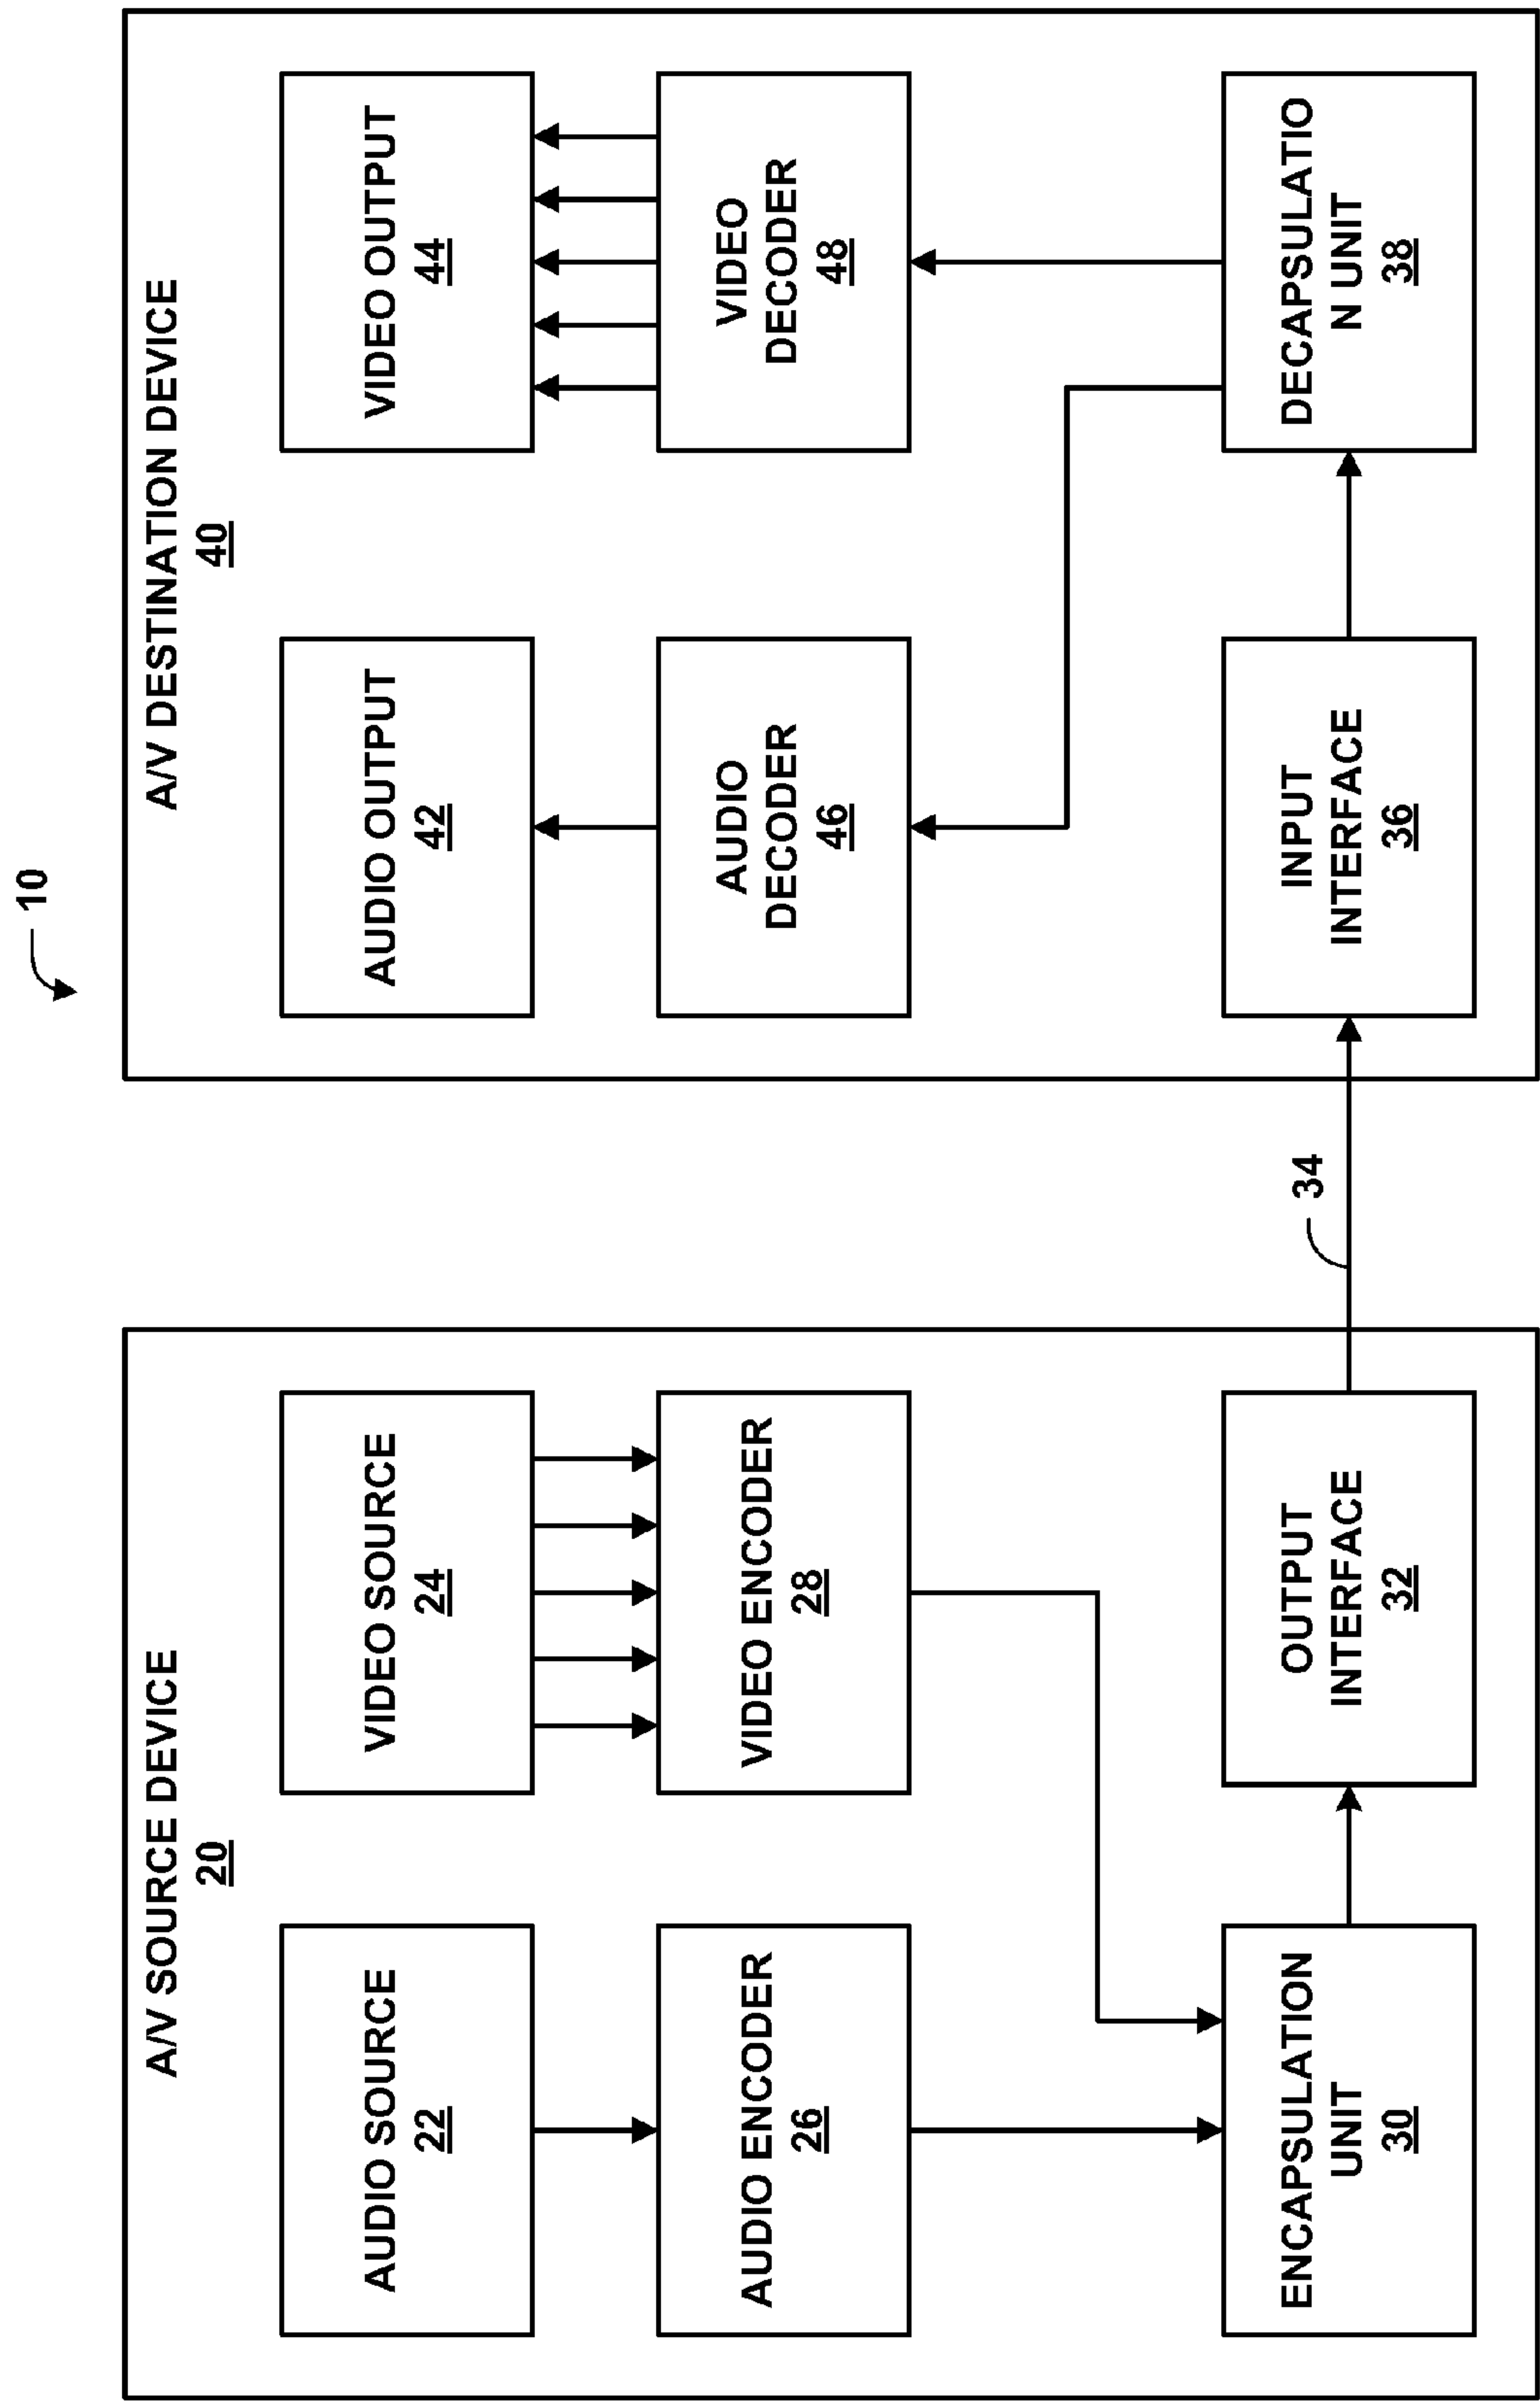 10
A/V SOURCE DEVICE
20
AUDIO SOURCE
22
VIDEO SOURCE
24
AUDIO ENCODER
26
VIDEO ENCODER
28
ENCAPSULATION
UNIT
30
OUTPUT
INTERFACE
32
34
A/V DESTINATION DEVICE
40
AUDIO OUTPUT
42
VIDEO OUTPUT
44
AUDIO
DECODER
46
VIDEO
DECODER
48
INPUT
INTERFACE
36
DECAPSULATIO
N UNIT
38